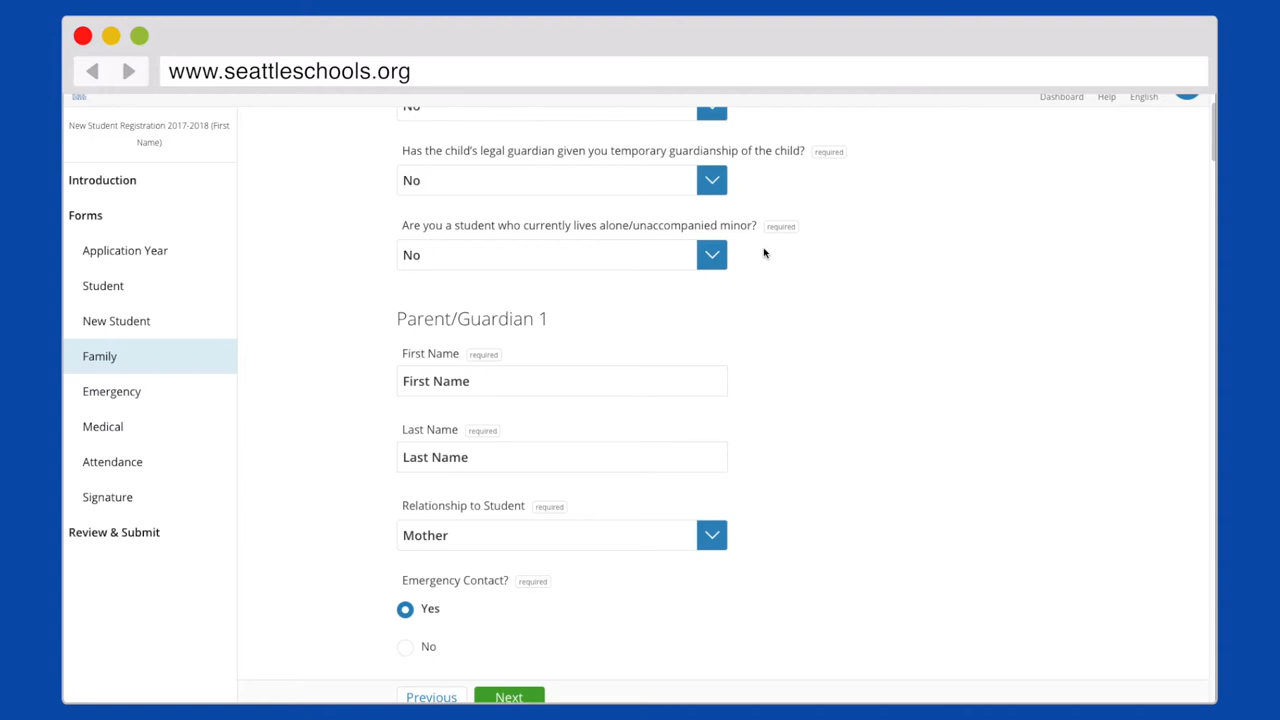 www.seattleschools.org
Dashboard Help English
New Student Registration 2017-2018 (First
Name)
Introduction
Forms
Application Year
Student
New Student
Family
Emergency
Medical
Attendance
Signature
Review & Submit
No
Has the child's legal guardian given you temporary guardianship of the child? required
No
Are you a student who currently lives alone/unaccompanied minor? required
No
Parent/Guardian 1
First Name required
First Name
Last Name required
Last Name
Relationship to Student required
Mother
Emergency Contact? required
Yes
No
Previous Next